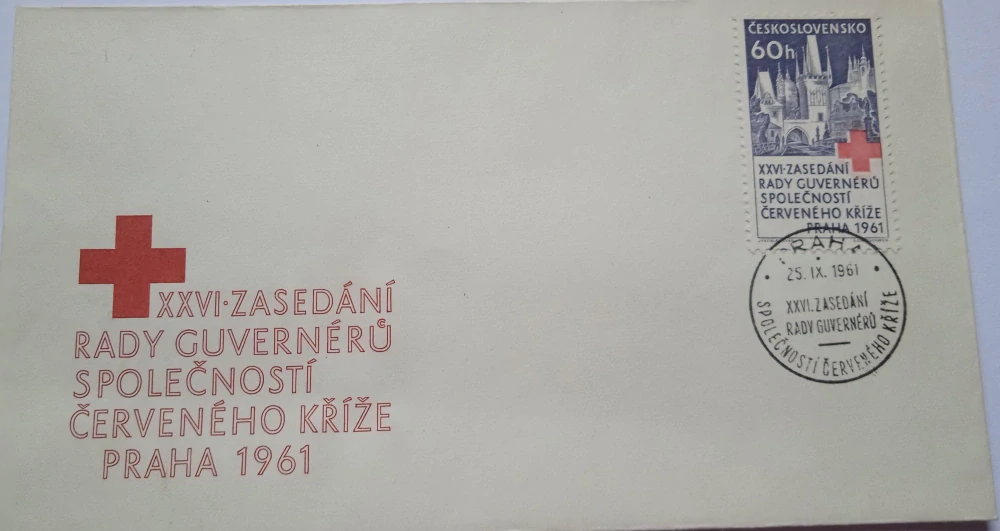 ČESKOSLOVENSKO
60h
XXVI·ZASEDÁNÍ
RADY GUVERNÉRŮ
SPOLEČNOSTÍ
ČERVENÉHO KŘÍŽE
PRAHA 1961
PRAHA
25. IX. 1961
XXVI. ZASEDÁNÍ
RADY GUVERNÉRŮ
SPOLEČNOSTÍ ČERVENÉHO KŘÍŽE
XXVI·ZASEDÁNÍ
RADY GUVERNÉRŮ
SPOLEČNOSTÍ
ČERVENÉHO KŘÍŽE
PRAHA 1961